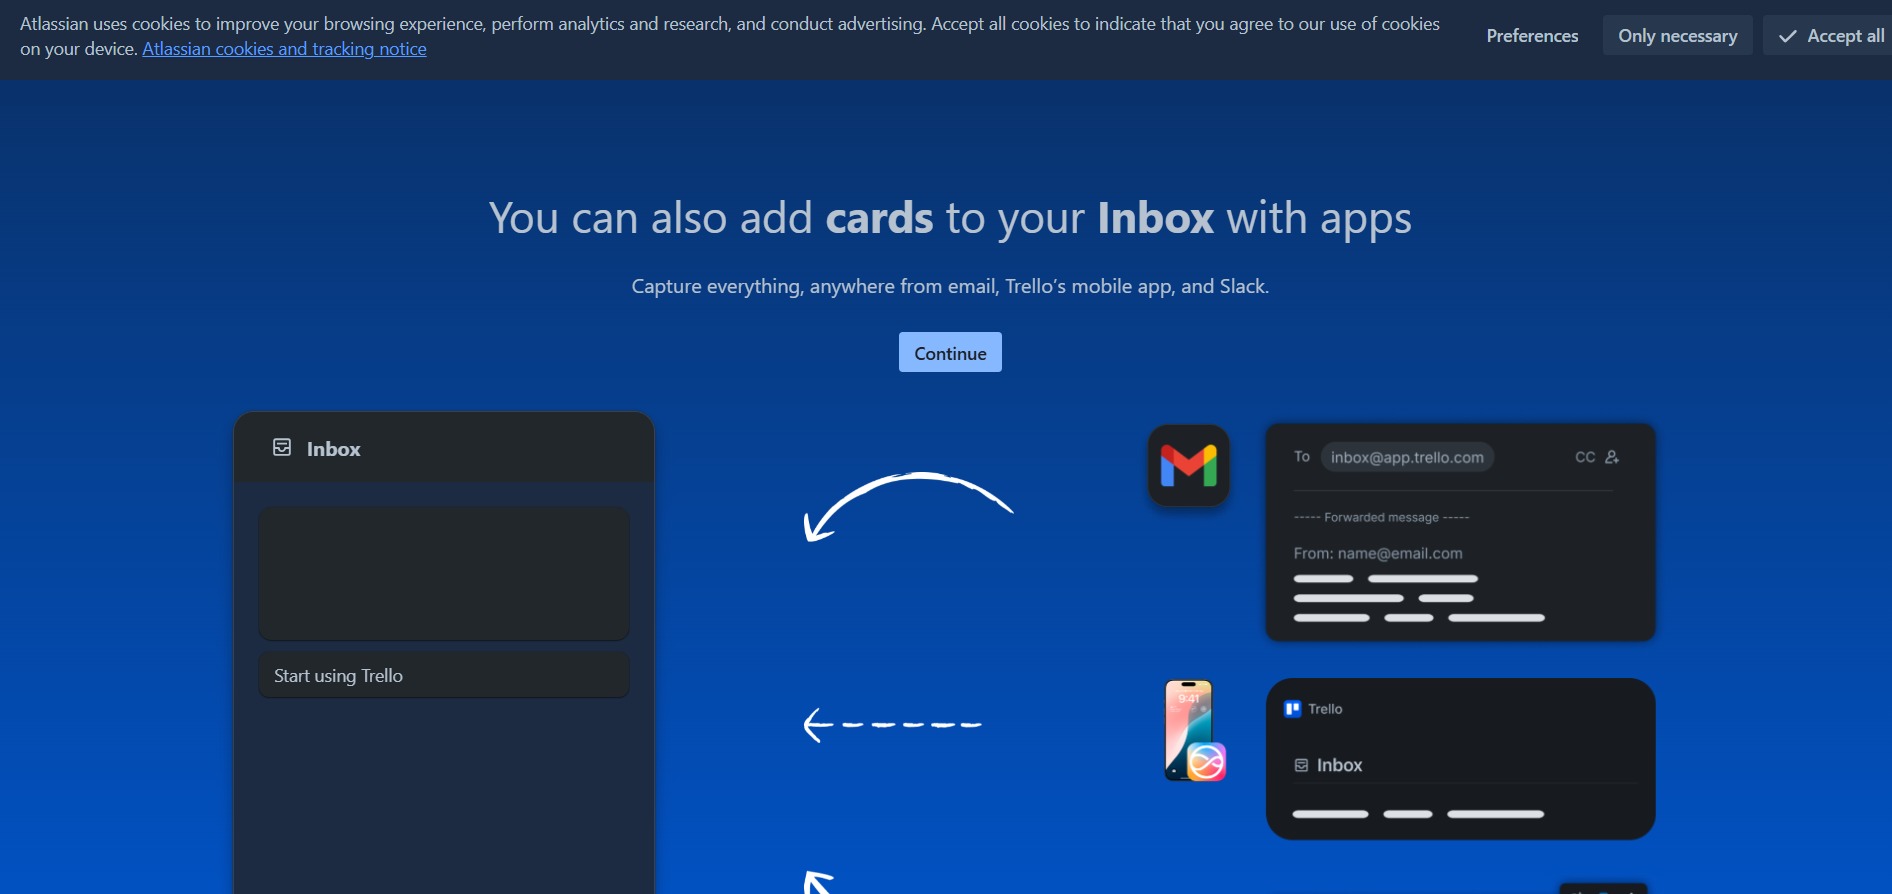 Atlassian uses cookies to improve your browsing experience, perform analytics and research, and conduct advertising. Accept all cookies to indicate that you agree to our use of cookies
on your device. Atlassian cookies and tracking notice
Preferences
Only necessary
Accept all
You can also add cards to your Inbox with apps
Capture everything, anywhere from email, Trello’s mobile app, and Slack.
Continue
Inbox
Start using Trello
To inbox@app.trello.com CC
----- Forwarded message -----
From: name@email.com
9:41
Trello
Inbox